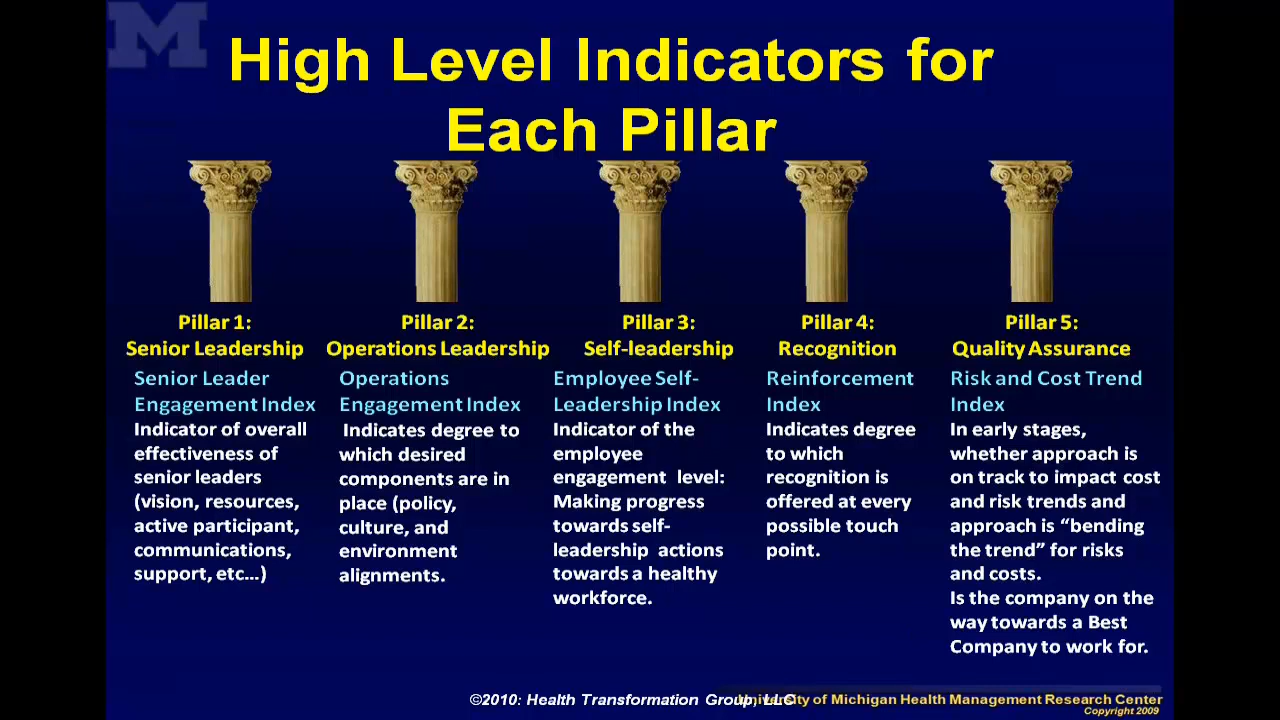 M
High Level Indicators for
Each Pillar
Pillar 1:
Senior Leadership
Senior Leader
Engagement Index
Indicator of overall
effectiveness of
senior leaders
(vision, resources,
active participant,
communications,
support, etc…)
Pillar 2:
Operations Leadership
Operations
Engagement Index
Indicates degree to
which desired
components are in
place (policy,
culture, and
environment
alignments.
Pillar 3:
Self-leadership
Employee Self-
Leadership Index
Indicator of the
employee
engagement level:
Making progress
towards self-
leadership actions
towards a healthy
workforce.
Pillar 4:
Recognition
Reinforcement
Index
Indicates degree
to which
recognition is
offered at every
possible touch
point.
Pillar 5:
Quality Assurance
Risk and Cost Trend
Index
In early stages,
whether approach is
on track to impact cost
and risk trends and
approach is “bending
the trend” for risks
and costs.
Is the company on the
way towards a Best
Company to work for.
©2010: Health Transformation Group, LLC
University of Michigan Health Management Research Center
Copyright 2009